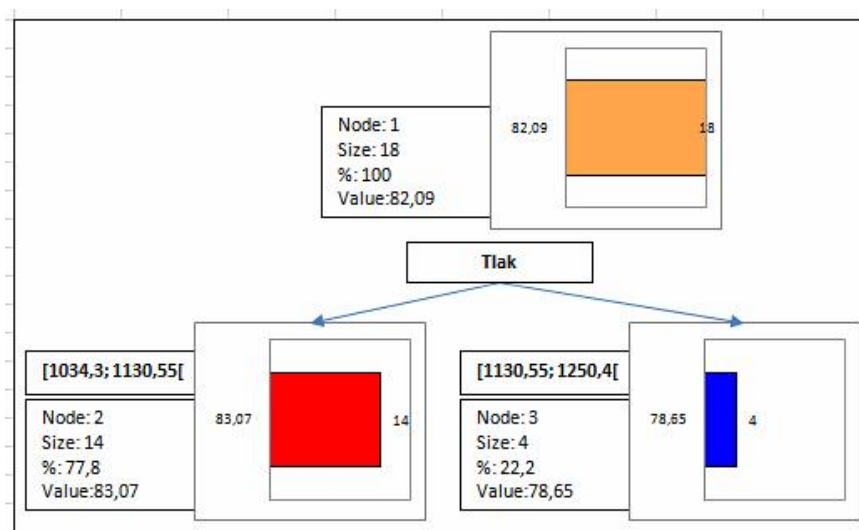 Node: 1
Size: 18
%: 100
Value:82,09
82,09
18
Tlak
[1034,3; 1130,55[
Node: 2
Size: 14
%: 77,8
Value:83,07
83,07
14
[1130,55; 1250,4[
Node: 3
Size: 4
%: 22,2
Value:78,65
78,65
4